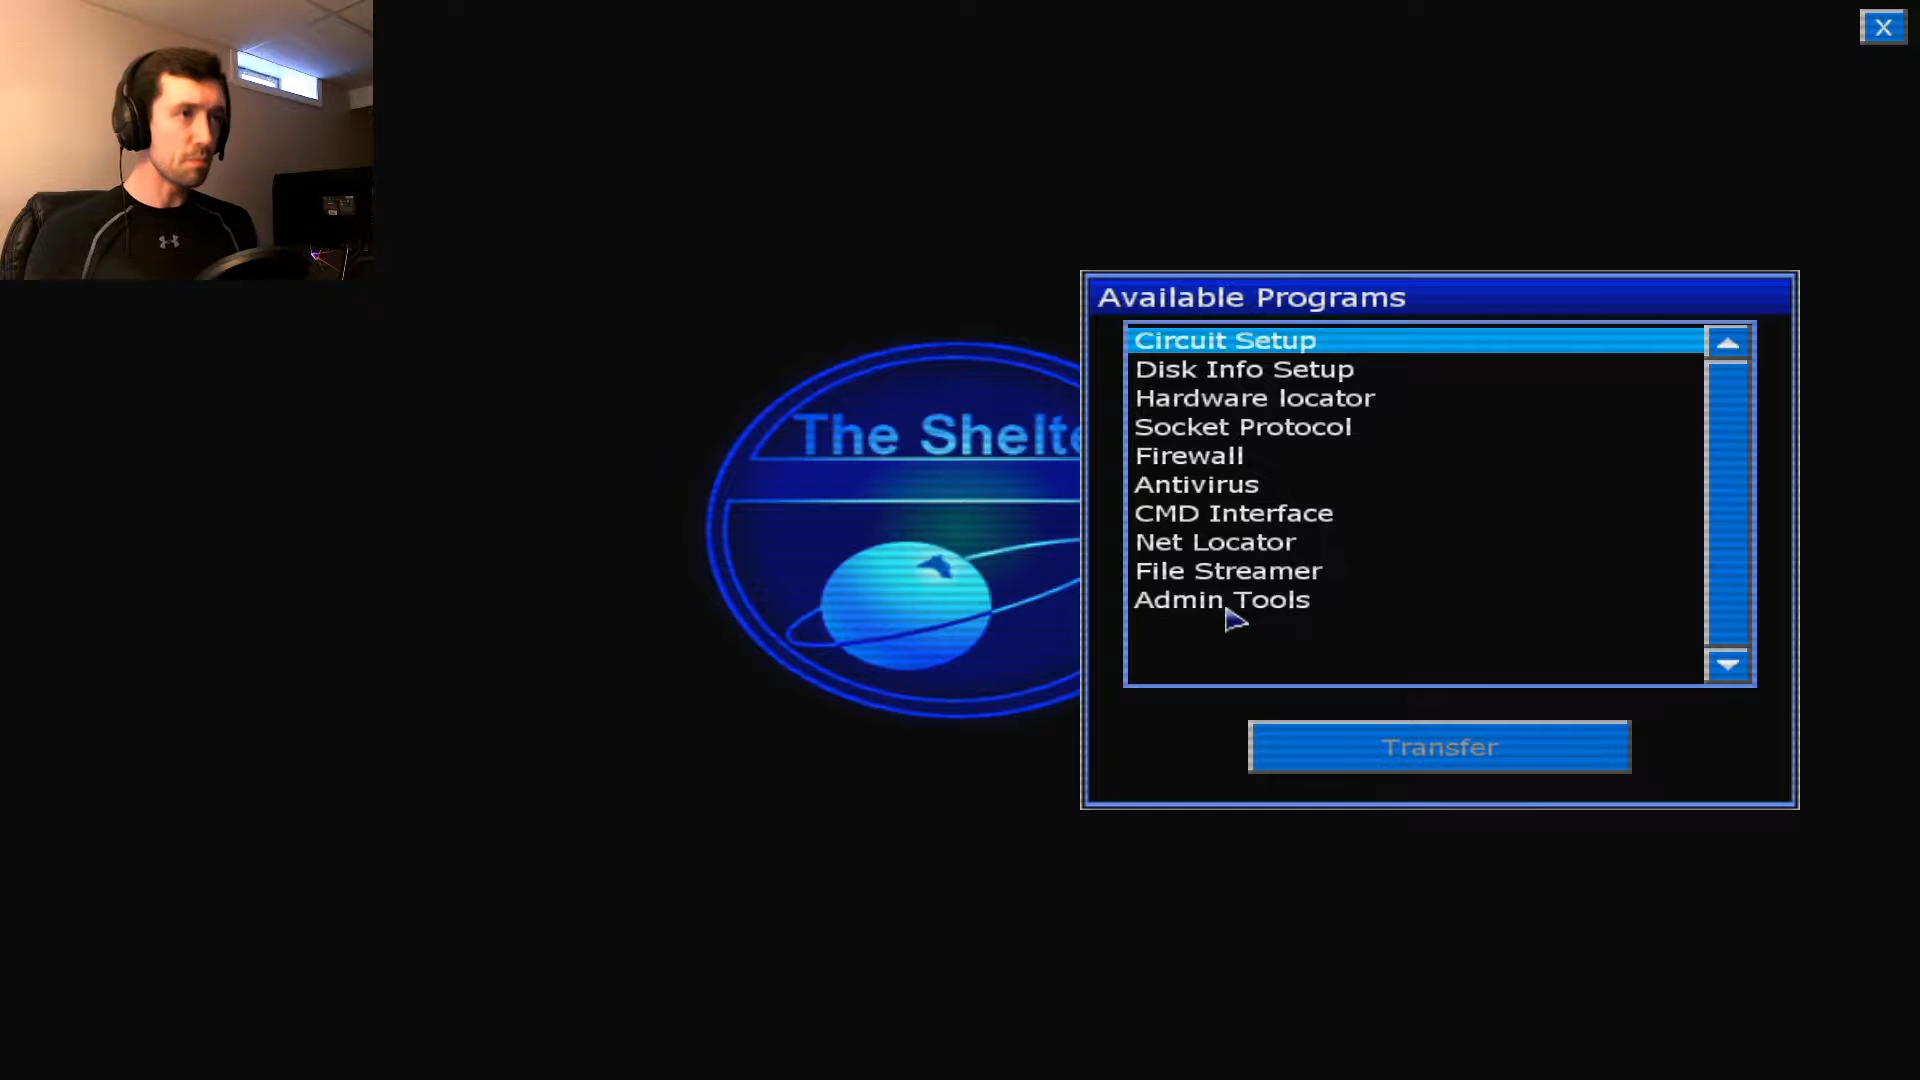 X
Available Programs
Circuit Setup
Disk Info Setup
Hardware locator
Socket Protocol
Firewall
Antivirus
CMD Interface
Net Locator
File Streamer
Admin Tools
Transfer
The Shelte